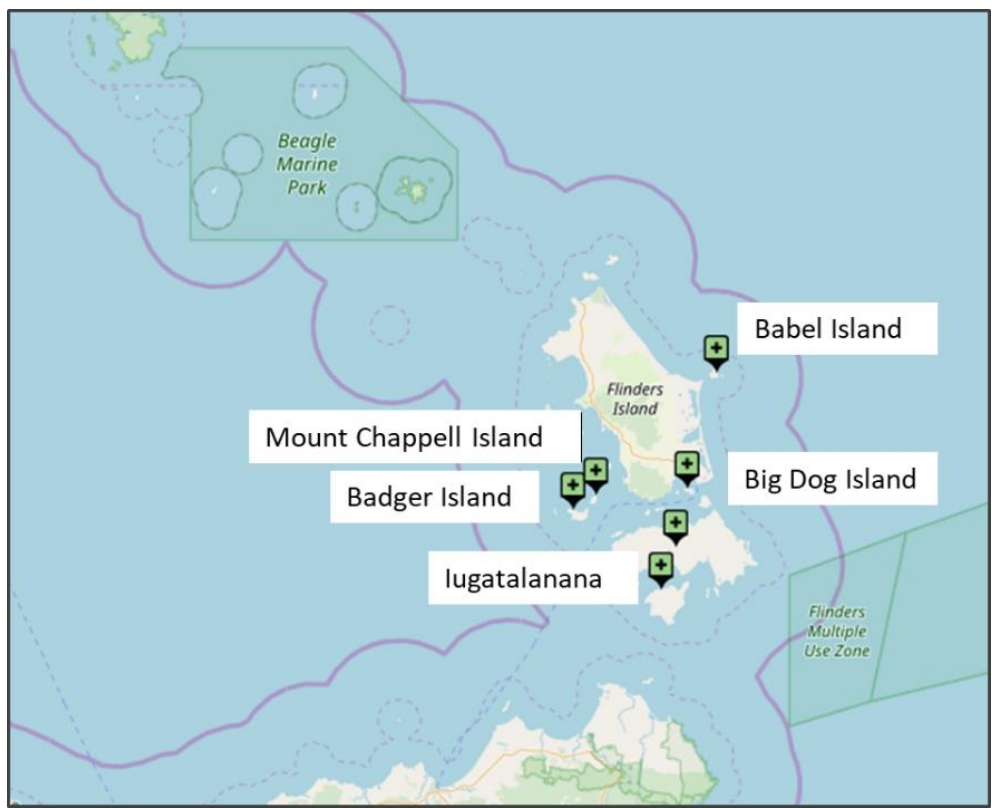 Beagle
Marine
Park
Babel Island
Flinders
Island
Mount Chappell Island
Badger Island
Big Dog Island
lugatalanana
Flinders
Multiple
Use Zone